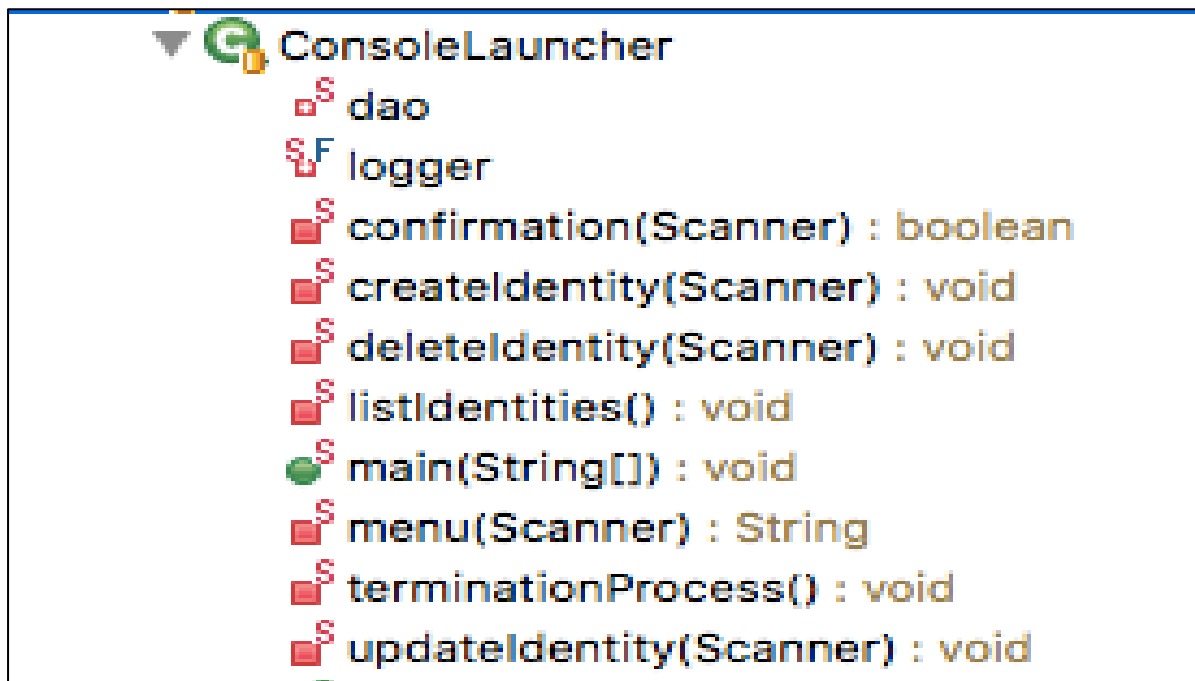 ConsoleLauncher
S dao
S F logger
S confirmation(Scanner) : boolean
S createIdentity(Scanner) : void
S deleteIdentity(Scanner) : void
S listIdentities() : void
S main(String[]) : void
S menu(Scanner) : String
S terminationProcess() : void
S updateIdentity(Scanner) : void